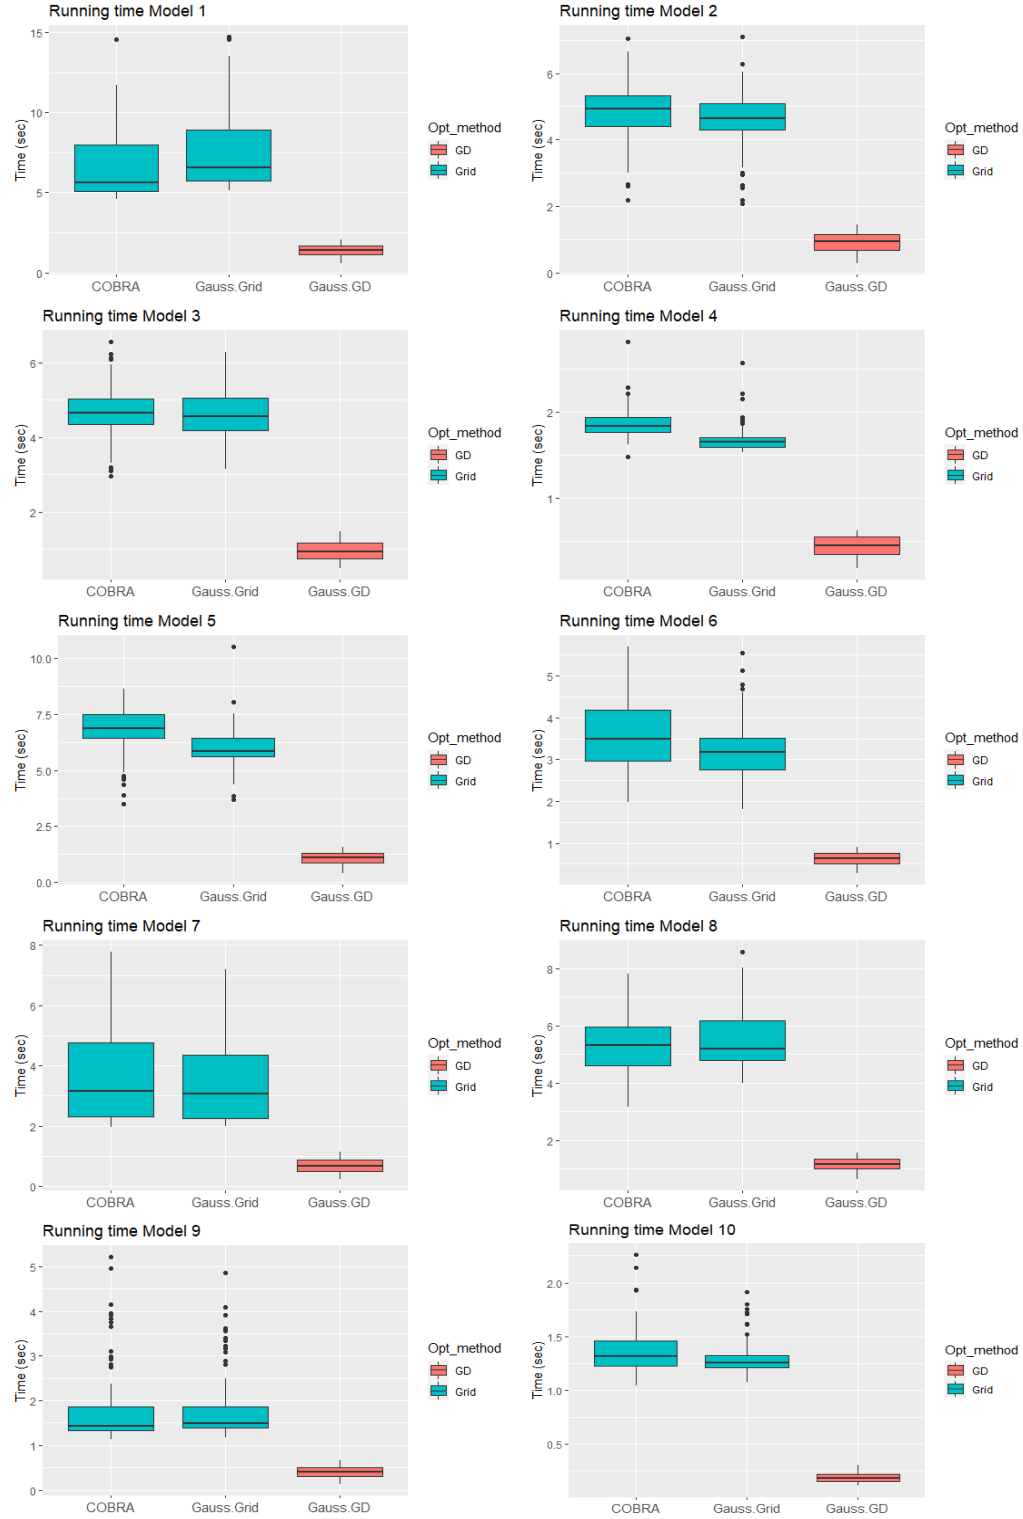 Running time Model 1
Time (sec)
15
10
5
0
COBRA Gauss.Grid Gauss.GD
Opt_method
GD
Grid
Running time Model 2
Time (sec)
6
4
2
0
COBRA Gauss.Grid Gauss.GD
Opt_method
GD
Grid
Running time Model 3
Time (sec)
6
4
2
COBRA Gauss.Grid Gauss.GD
Opt_method
GD
Grid
Running time Model 4
Time (sec)
2
1
COBRA Gauss.Grid Gauss.GD
Opt_method
GD
Grid
Running time Model 5
Time (sec)
10.0
7.5
5.0
2.5
0.0
COBRA Gauss.Grid Gauss.GD
Opt_method
GD
Grid
Running time Model 6
Time (sec)
5
4
3
2
1
COBRA Gauss.Grid Gauss.GD
Opt_method
GD
Grid
Running time Model 7
Time (sec)
8
6
4
2
0
COBRA Gauss.Grid Gauss.GD
Opt_method
GD
Grid
Running time Model 8
Time (sec)
8
6
4
2
COBRA Gauss.Grid Gauss.GD
Opt_method
GD
Grid
Running time Model 9
Time (sec)
5
4
3
2
1
0
COBRA Gauss.Grid Gauss.GD
Opt_method
GD
Grid
Running time Model 10
Time (sec)
2.0
1.5
1.0
0.5
COBRA Gauss.Grid Gauss.GD
Opt_method
GD
Grid